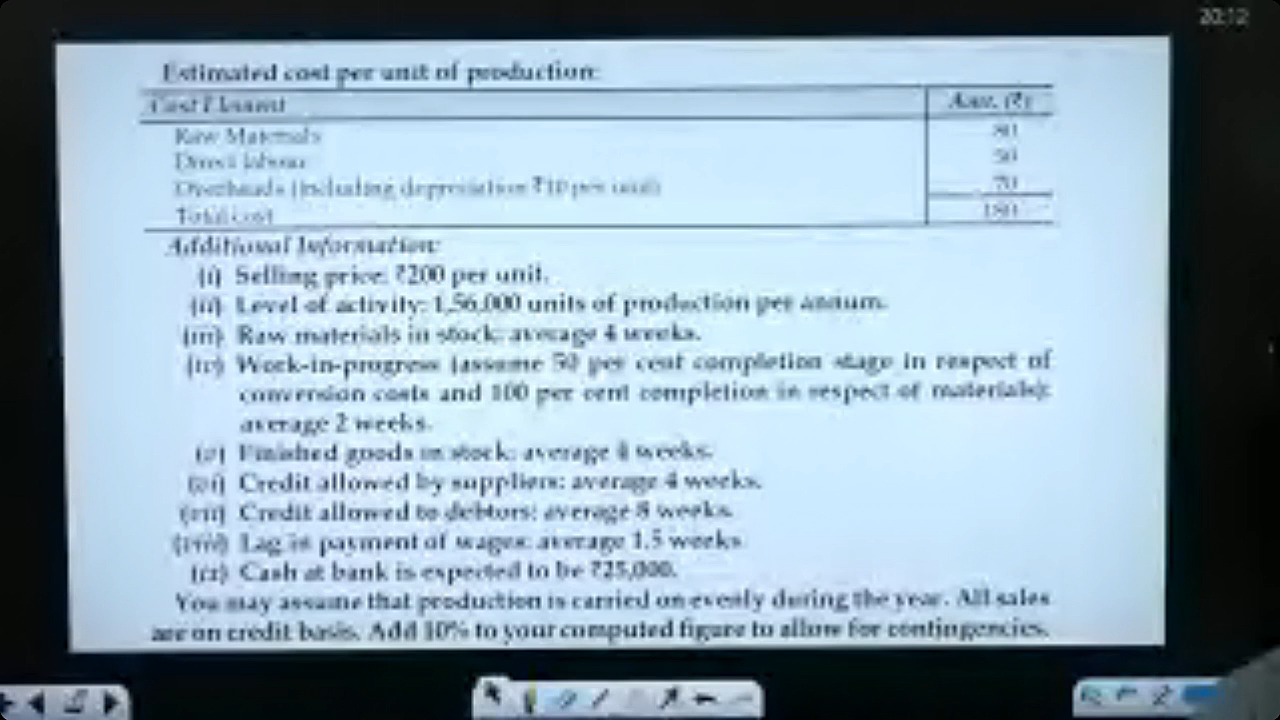 20:12
Estimated cost per unit of production:
Cost Element Amt. (₹)
Raw Materials 80
Direct labour
Overheads (including depreciation ₹10 per unit) 70
Total cost 180
Additional Information:
(i) Selling price: ₹200 per unit.
(ii) Level of activity: 1,56,000 units of production per annum.
(iii) Raw materials in stock: average 4 weeks.
(iv) Work-in-progress (assume 50 per cent completion stage in respect of
conversion costs and 100 per cent completion in respect of materials):
average 2 weeks.
(v) Finished goods in stock: average weeks.
(vi) Credit allowed by suppliers: average 4 weeks.
(vii) Credit allowed to debtors: average 8 weeks.
(viii) Lag in payment of wages: average 1.5 weeks
(ix) Cash at bank is expected to be ₹25,000.
You may assume that production is carried on evenly during the year. All sales
are on credit basis. Add 10% to your computed figure to allow for contingencies.